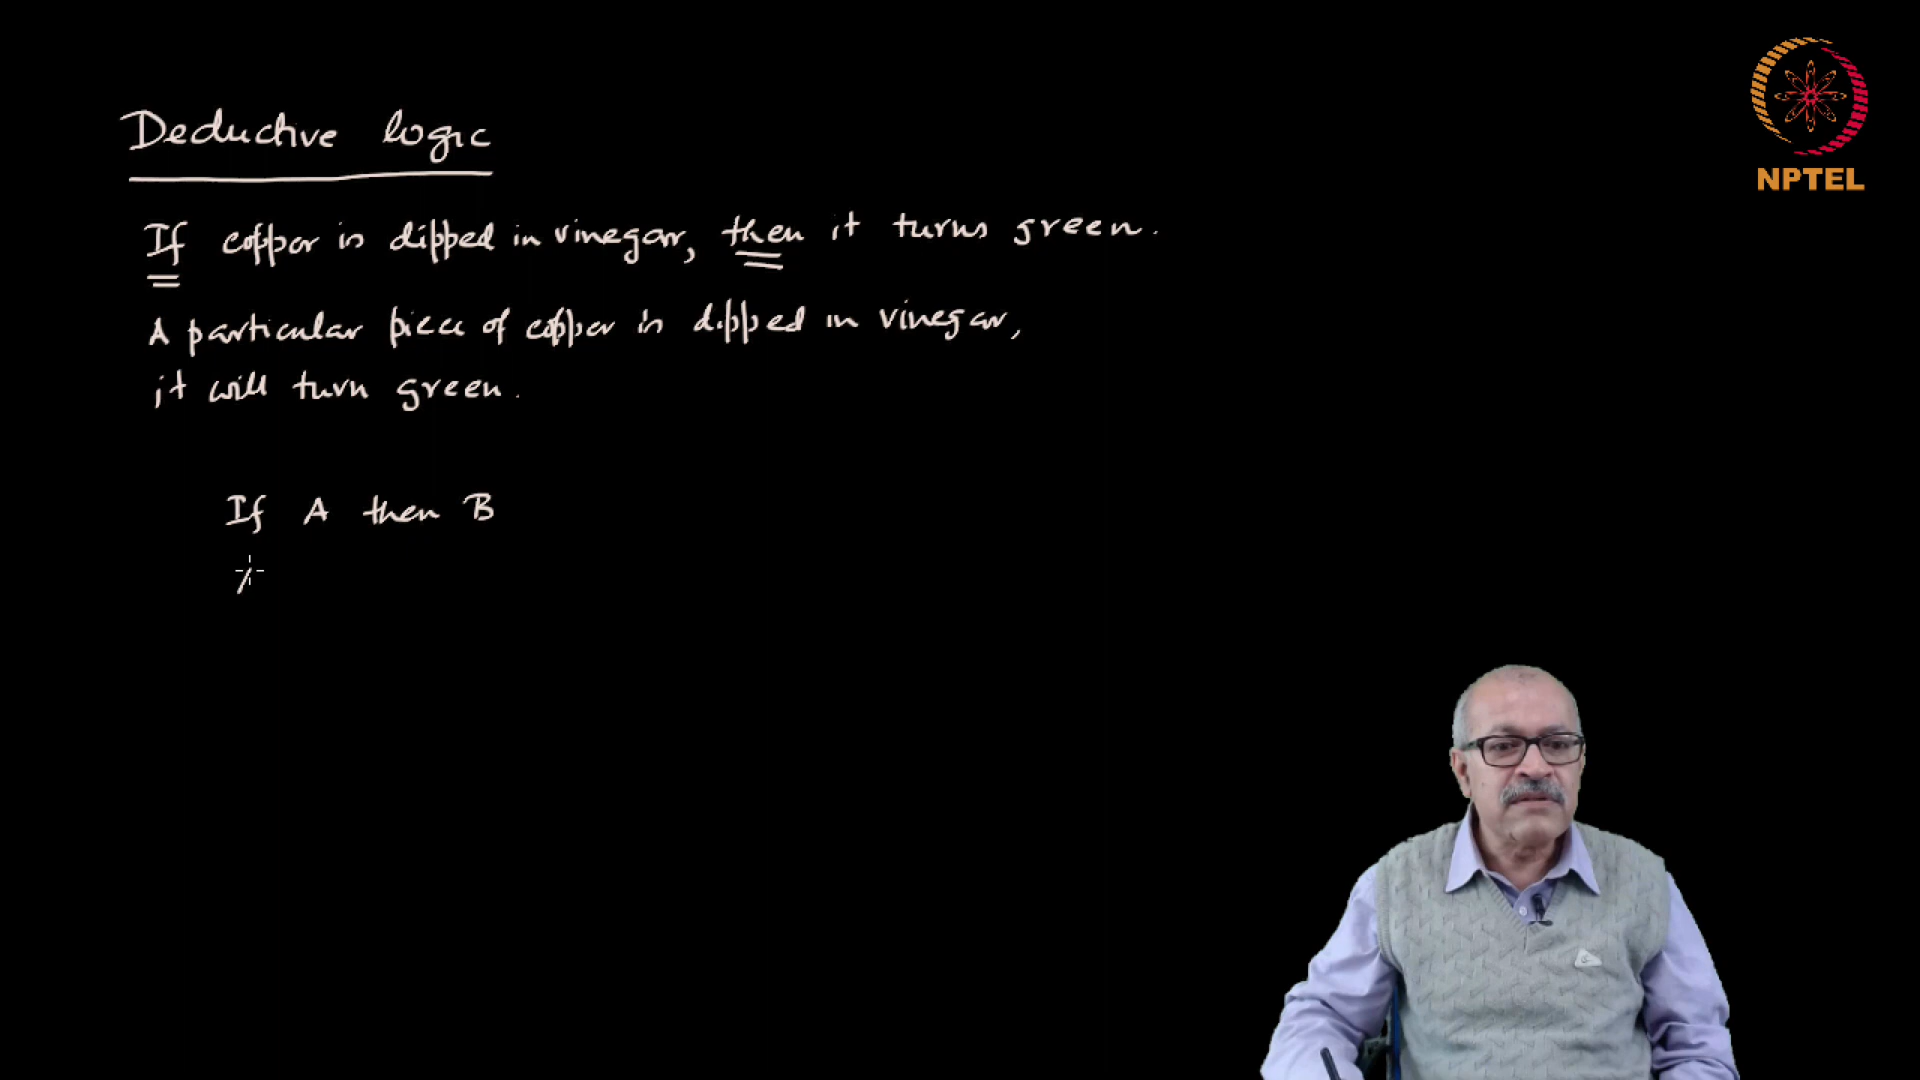 Deductive logic
If copper is dipped in vinegar, then it turns green.
A particular piece of copper is dipped in vinegar,
it will turn green.
If A then B
NPTEL